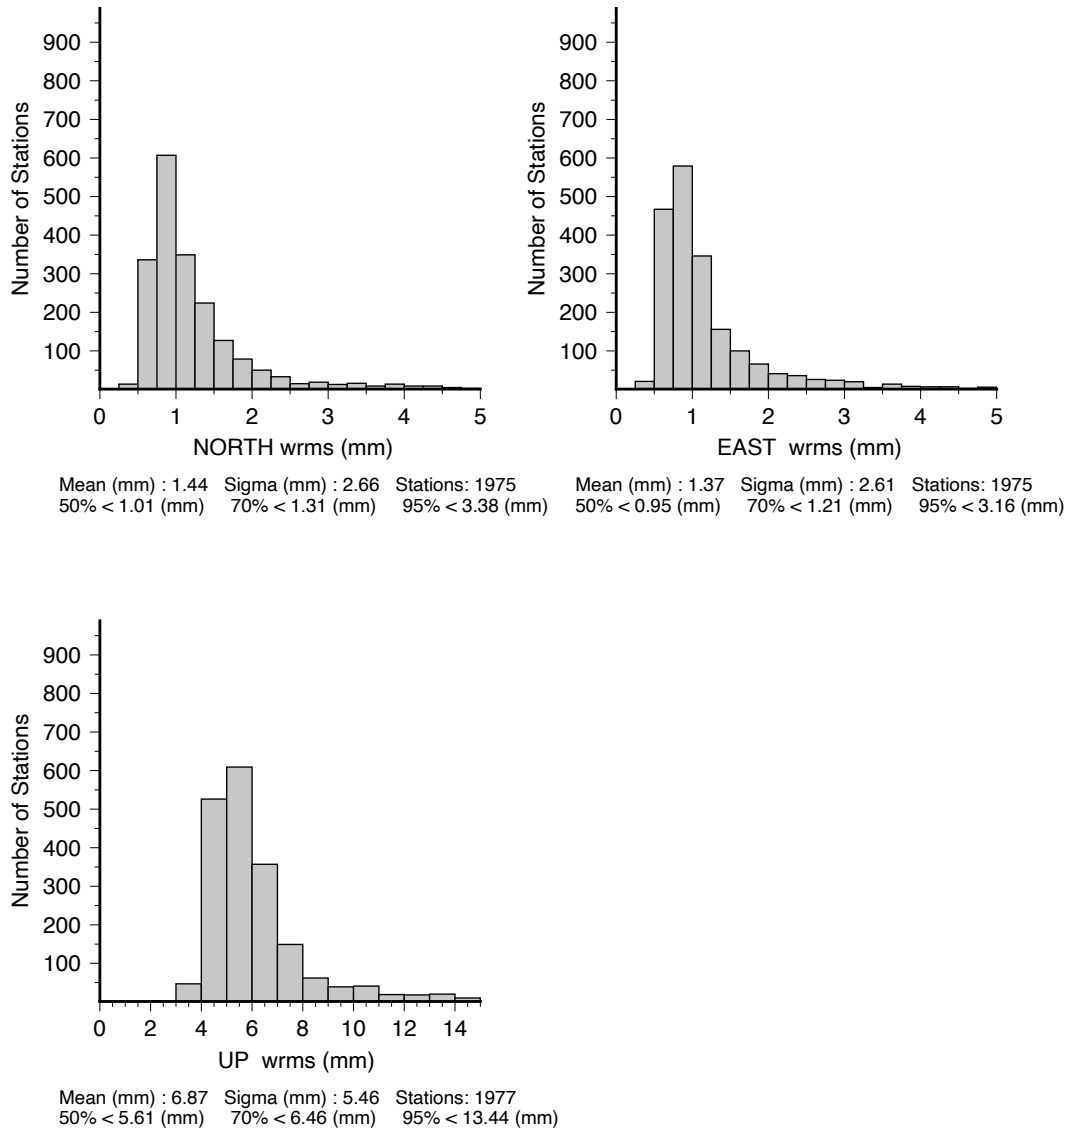 900
800
700
600
500
400
300
200
100
Number of Stations
0 1 2 3 4 5
NORTH wrms (mm)
Mean (mm) : 1.44 Sigma (mm) : 2.66 Stations: 1975
50% < 1.01 (mm) 70% < 1.31 (mm) 95% < 3.38 (mm)
900
800
700
600
500
400
300
200
100
Number of Stations
0 1 2 3 4 5
EAST wrms (mm)
Mean (mm) : 1.37 Sigma (mm) : 2.61 Stations: 1975
50% < 0.95 (mm) 70% < 1.21 (mm) 95% < 3.16 (mm)
900
800
700
600
500
400
300
200
100
Number of Stations
0 2 4 6 8 10 12 14
UP wrms (mm)
Mean (mm) : 6.87 Sigma (mm) : 5.46 Stations: 1977
50% < 5.61 (mm) 70% < 6.46 (mm) 95% < 13.44 (mm)